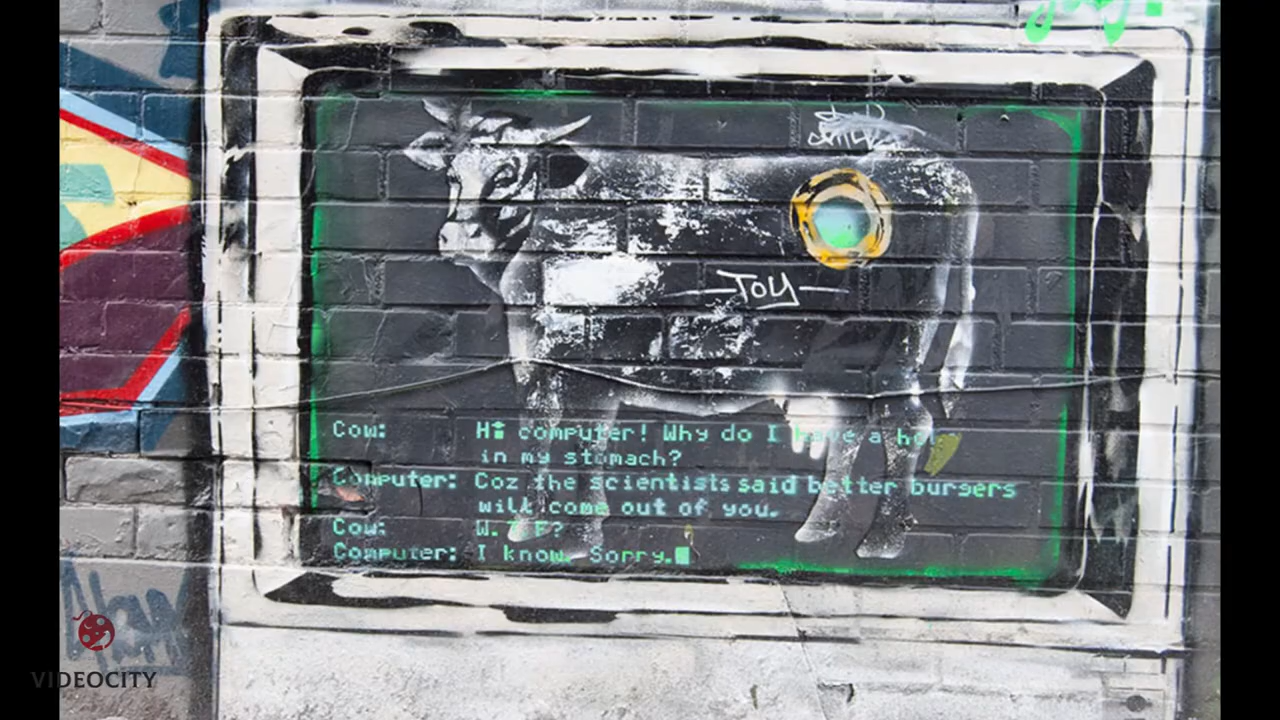 TOY
Cow: Hi computer! Why do I have a hol
in my stomach?
Computer: Coz the scientists said better burgers
will come out of you.
Cow: W.T F?
Computer: I know. Sorry.
VIDEOCITY